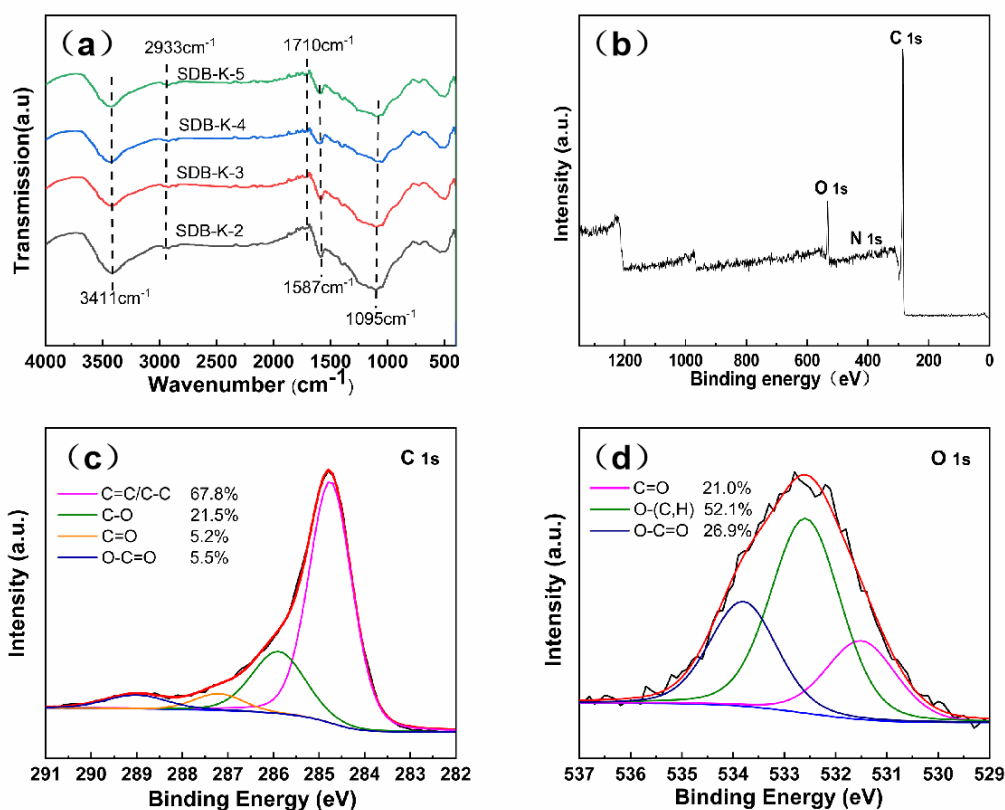 （a）
2933cm-1
1710cm-1
SDB-K-5
SDB-K-4
SDB-K-3
SDB-K-2
3411cm-1
1587cm-1
1095cm-1
Transmission(a.u)
4000 3500 3000 2500 2000 1500 1000 500
Wavenumber (cm-1)
（b）
C 1s
O 1s
N 1s
Intensity (a.u.)
1200 1000 800 600 400 200 0
Binding energy（eV）
（c）
C 1s
C=C/C-C 67.8%
C-O 21.5%
C=O 5.2%
O-C=O 5.5%
Intensity (a.u.)
291 290 289 288 287 286 285 284 283 282
Binding Energy (eV)
（d）
O 1s
C=O 21.0%
O-(C,H) 52.1%
O-C=O 26.9%
Intensity (a.u.)
537 536 535 534 533 532 531 530 529
Binding Energy (eV)